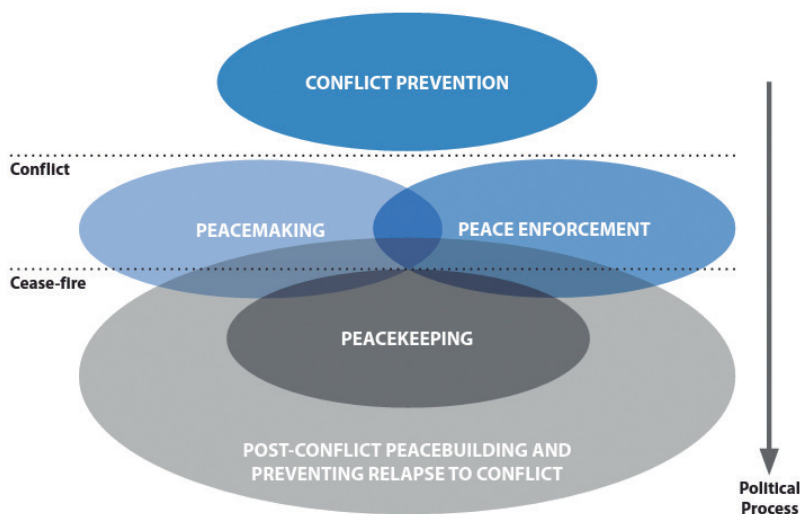 CONFLICT PREVENTION
Conflict
PEACEMAKING
PEACE ENFORCEMENT
Cease-fire
PEACEKEEPING
POST-CONFLICT PEACEBUILDING AND
PREVENTING RELAPSE TO CONFLICT
Political
Process